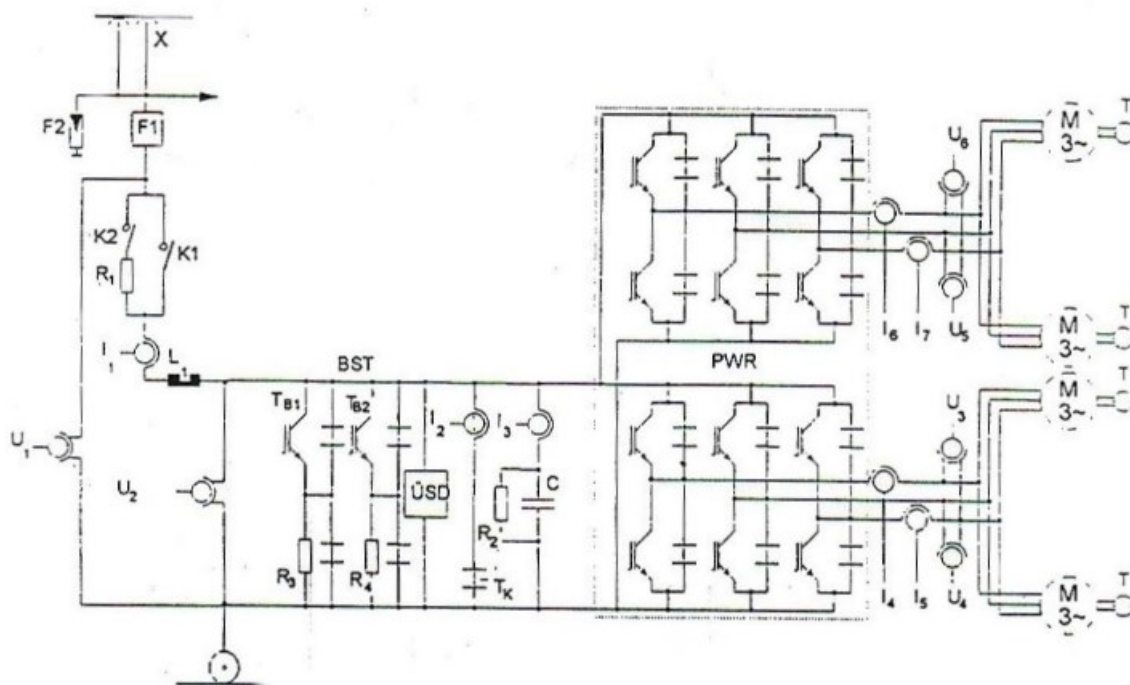 X
F2
F1
K2
K1
R1
I1
L1
BST
PWR
TB1
TB2
I2
I3
U1
U2
ÜSD
C
R2
R3
R4
TK
U6
I6
I7
U5
M
3~
T
M
3~
T
M
3~
T
U3
I4
I5
U4
M
3~
T